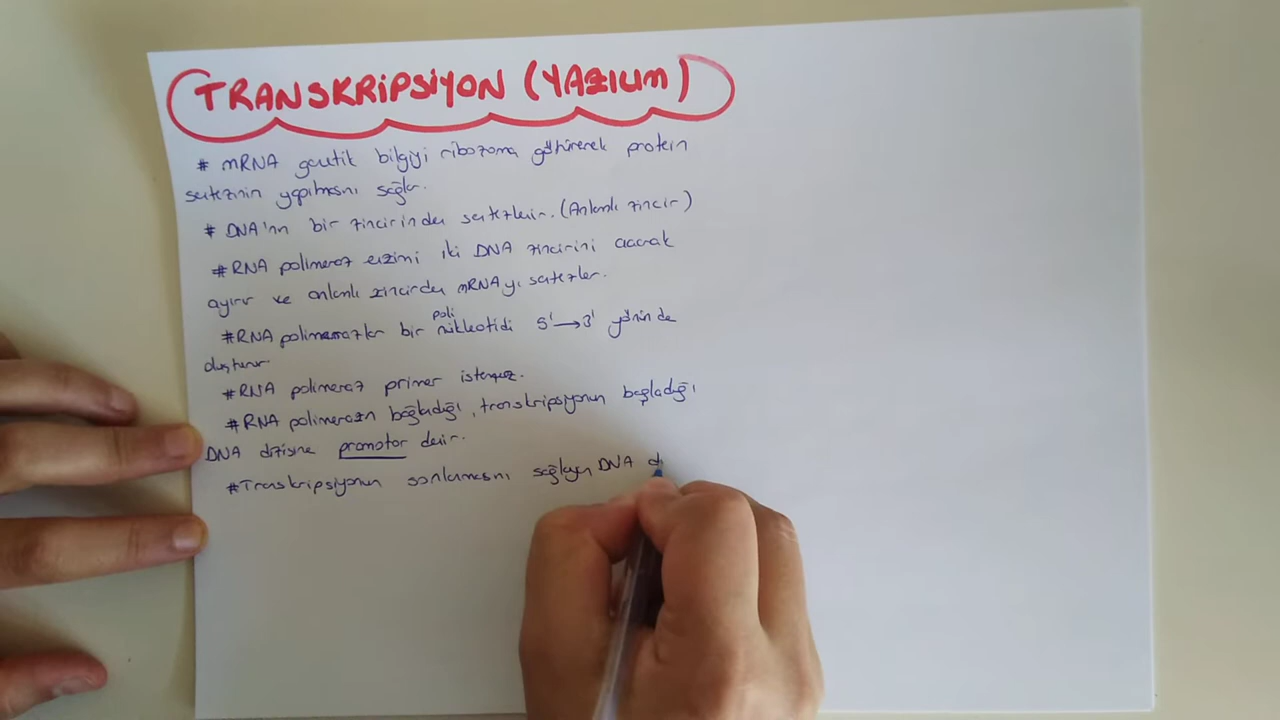 TRANSKRİPSİYON (YAZILIM)
# mRNA genetik bilgiyi ribozoma götürerek protein
sentezinin yapılmasını sağlar.
# DNA'nın bir zincirinden sentezlenir. (Anlamlı zincir)
#RNA polimeraz enzimi iki DNA zincirini açarak
ayırır ve anlamlı zincirden mRNA yı sentezler.
#RNA polimerazlar bir poli nükleotidi 5' → 3' yönünde
oluşturur
#RNA polimeraz primer istemez.
#RNA polimerazın bağladığı, transkripsiyonun başladığı
DNA dizisine promotor denir.
#Transkripsiyonun sonlanmasını sağlayan DNA d